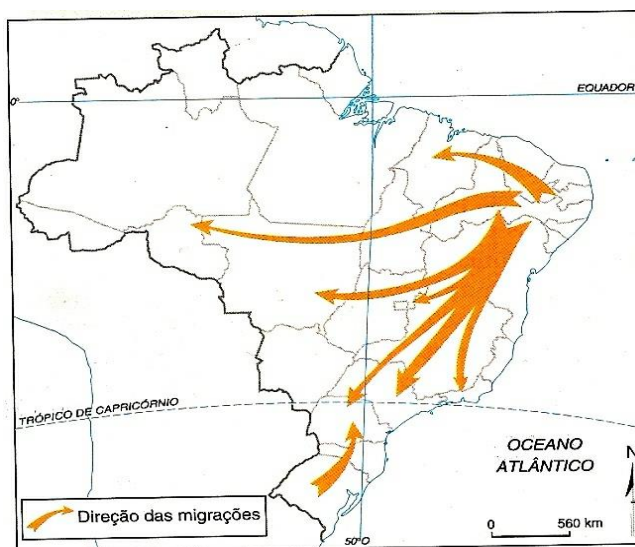 EQUADOR
0°
TRÓPICO DE CAPRICÓRNIO
OCEANO
ATLÂNTICO
N
Direção das migrações
0 560 km
50°O